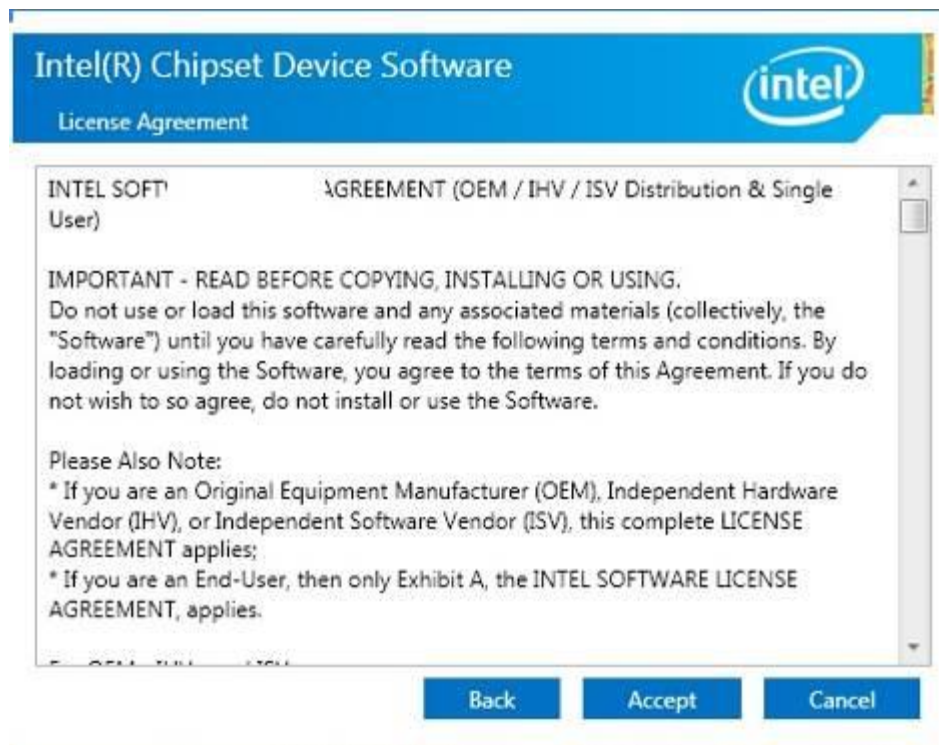 Intel(R) Chipset Device Software
intel
License Agreement
INTEL AGREEMENT (OEM / IHV / ISV Distribution & Single
User)
IMPORTANT - READ BEFORE COPYING, INSTALLING OR USING.
Do not use or load this software and any associated materials (collectively, the
"Software") until you have carefully read the following terms and conditions. By
loading or using the Software, you agree to the terms of this Agreement. If you do
not wish to so agree, do not install or use the Software.
Please Also Note:
* If you are an Original Equipment Manufacturer (OEM), Independent Hardware
Vendor (IHV), or Independent Software Vendor (ISV), this complete LICENSE
AGREEMENT applies;
* If you are an End-User, then only Exhibit A, the INTEL SOFTWARE LICENSE
AGREEMENT, applies.
Back Accept Cancel